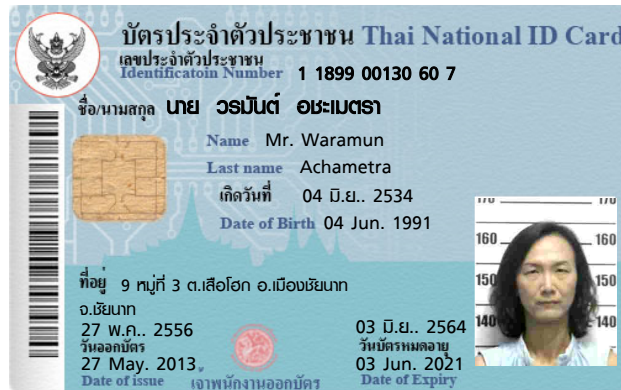 บัตรประจำตัวประชาชน Thai National ID Card
เลขประจำตัวประชาชน
Identificatoin Number 1 1899 00130 60 7
ชื่อ/นามสกุล นาย วรมันต์ อชะเมตรา
Name Mr. Waramun
Last name Achametra
เกิดวันที่ 04 มิ.ย.. 2534
Date of Birth 04 Jun. 1991
170 170
160 160
150 150
140 140
ที่อยู่ 9 หมู่ที่ 3 ต.เสือโฮก อ.เมืองชัยนาท
จ.ชัยนาท
27 พ.ค.. 2556
วันออกบัตร
27 May. 2013
Date of issue
เจาพนักงานออกบัตร
03 มิ.ย.. 2564
วันบัตรหมดอายุ
03 Jun. 2021
Date of Expiry